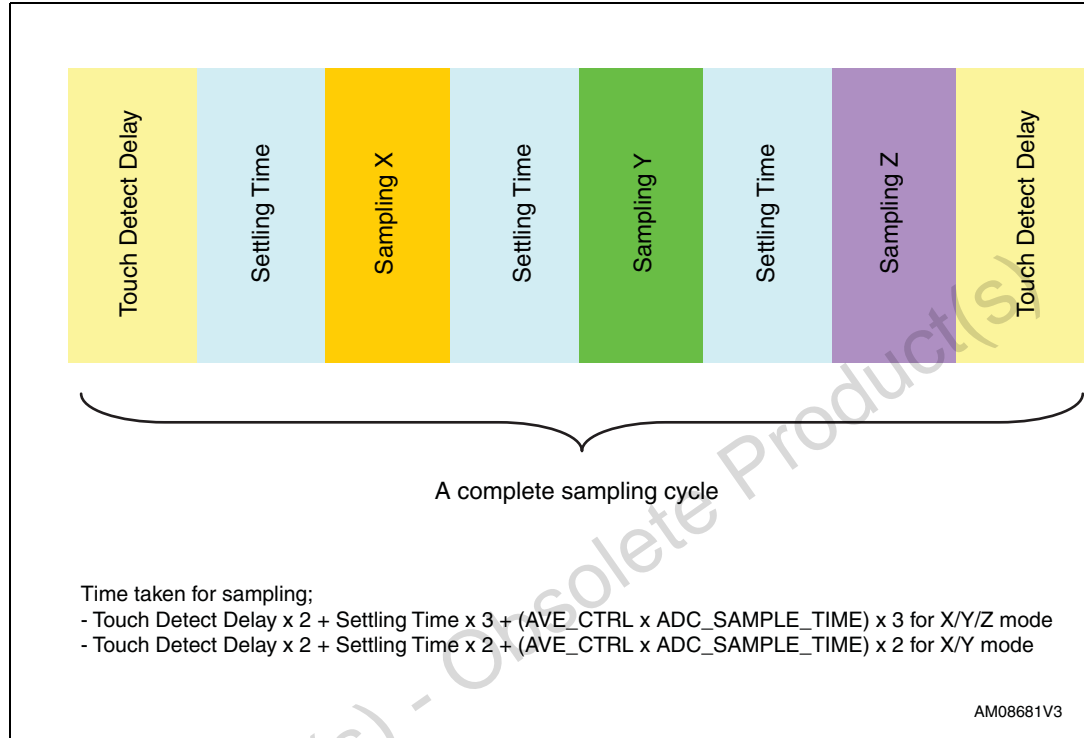 Touch Detect Delay
Settling Time
Sampling X
Settling Time
Sampling Y
Settling Time
Sampling Z
Touch Detect Delay
A complete sampling cycle
Time taken for sampling;
- Touch Detect Delay x 2 + Settling Time x 3 + (AVE_CTRL x ADC_SAMPLE_TIME) x 3 for X/Y/Z mode
- Touch Detect Delay x 2 + Settling Time x 2 + (AVE_CTRL x ADC_SAMPLE_TIME) x 2 for X/Y mode
AM08681V3
(s) - Obsolete Product(s)